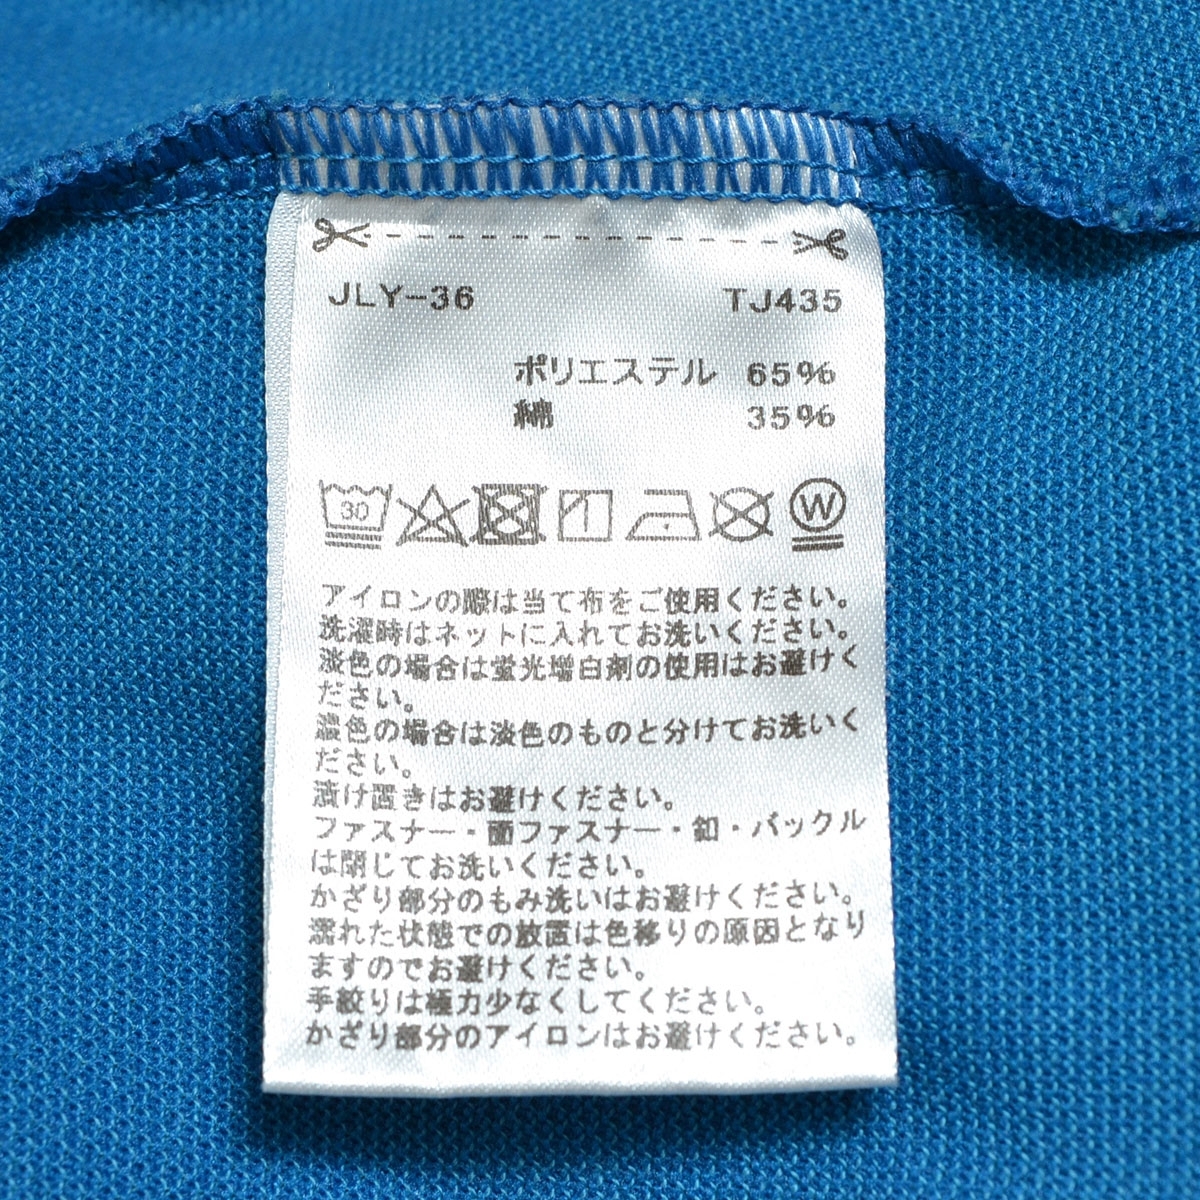 JLY-36 TJ435
ポリエステル 65%
綿 35%
30 W
アイロンの際は当て布をご使用ください。
洗濯時はネットに入れてお洗いください。
淡色の場合は蛍光増白剤の使用はお避けく
ださい。
濃色の場合は淡色のものと分けてお洗いく
ださい。
漬け置きはお避けください。
ファスナー・面ファスナー・釦・バックル
は閉じてお洗いください。
かざり部分のもみ洗いはお避けください。
濡れた状態での放置は色移りの原因となり
ますのでお避けください。
手絞りは極力少なくしてください。
かざり部分のアイロンはお避けください。